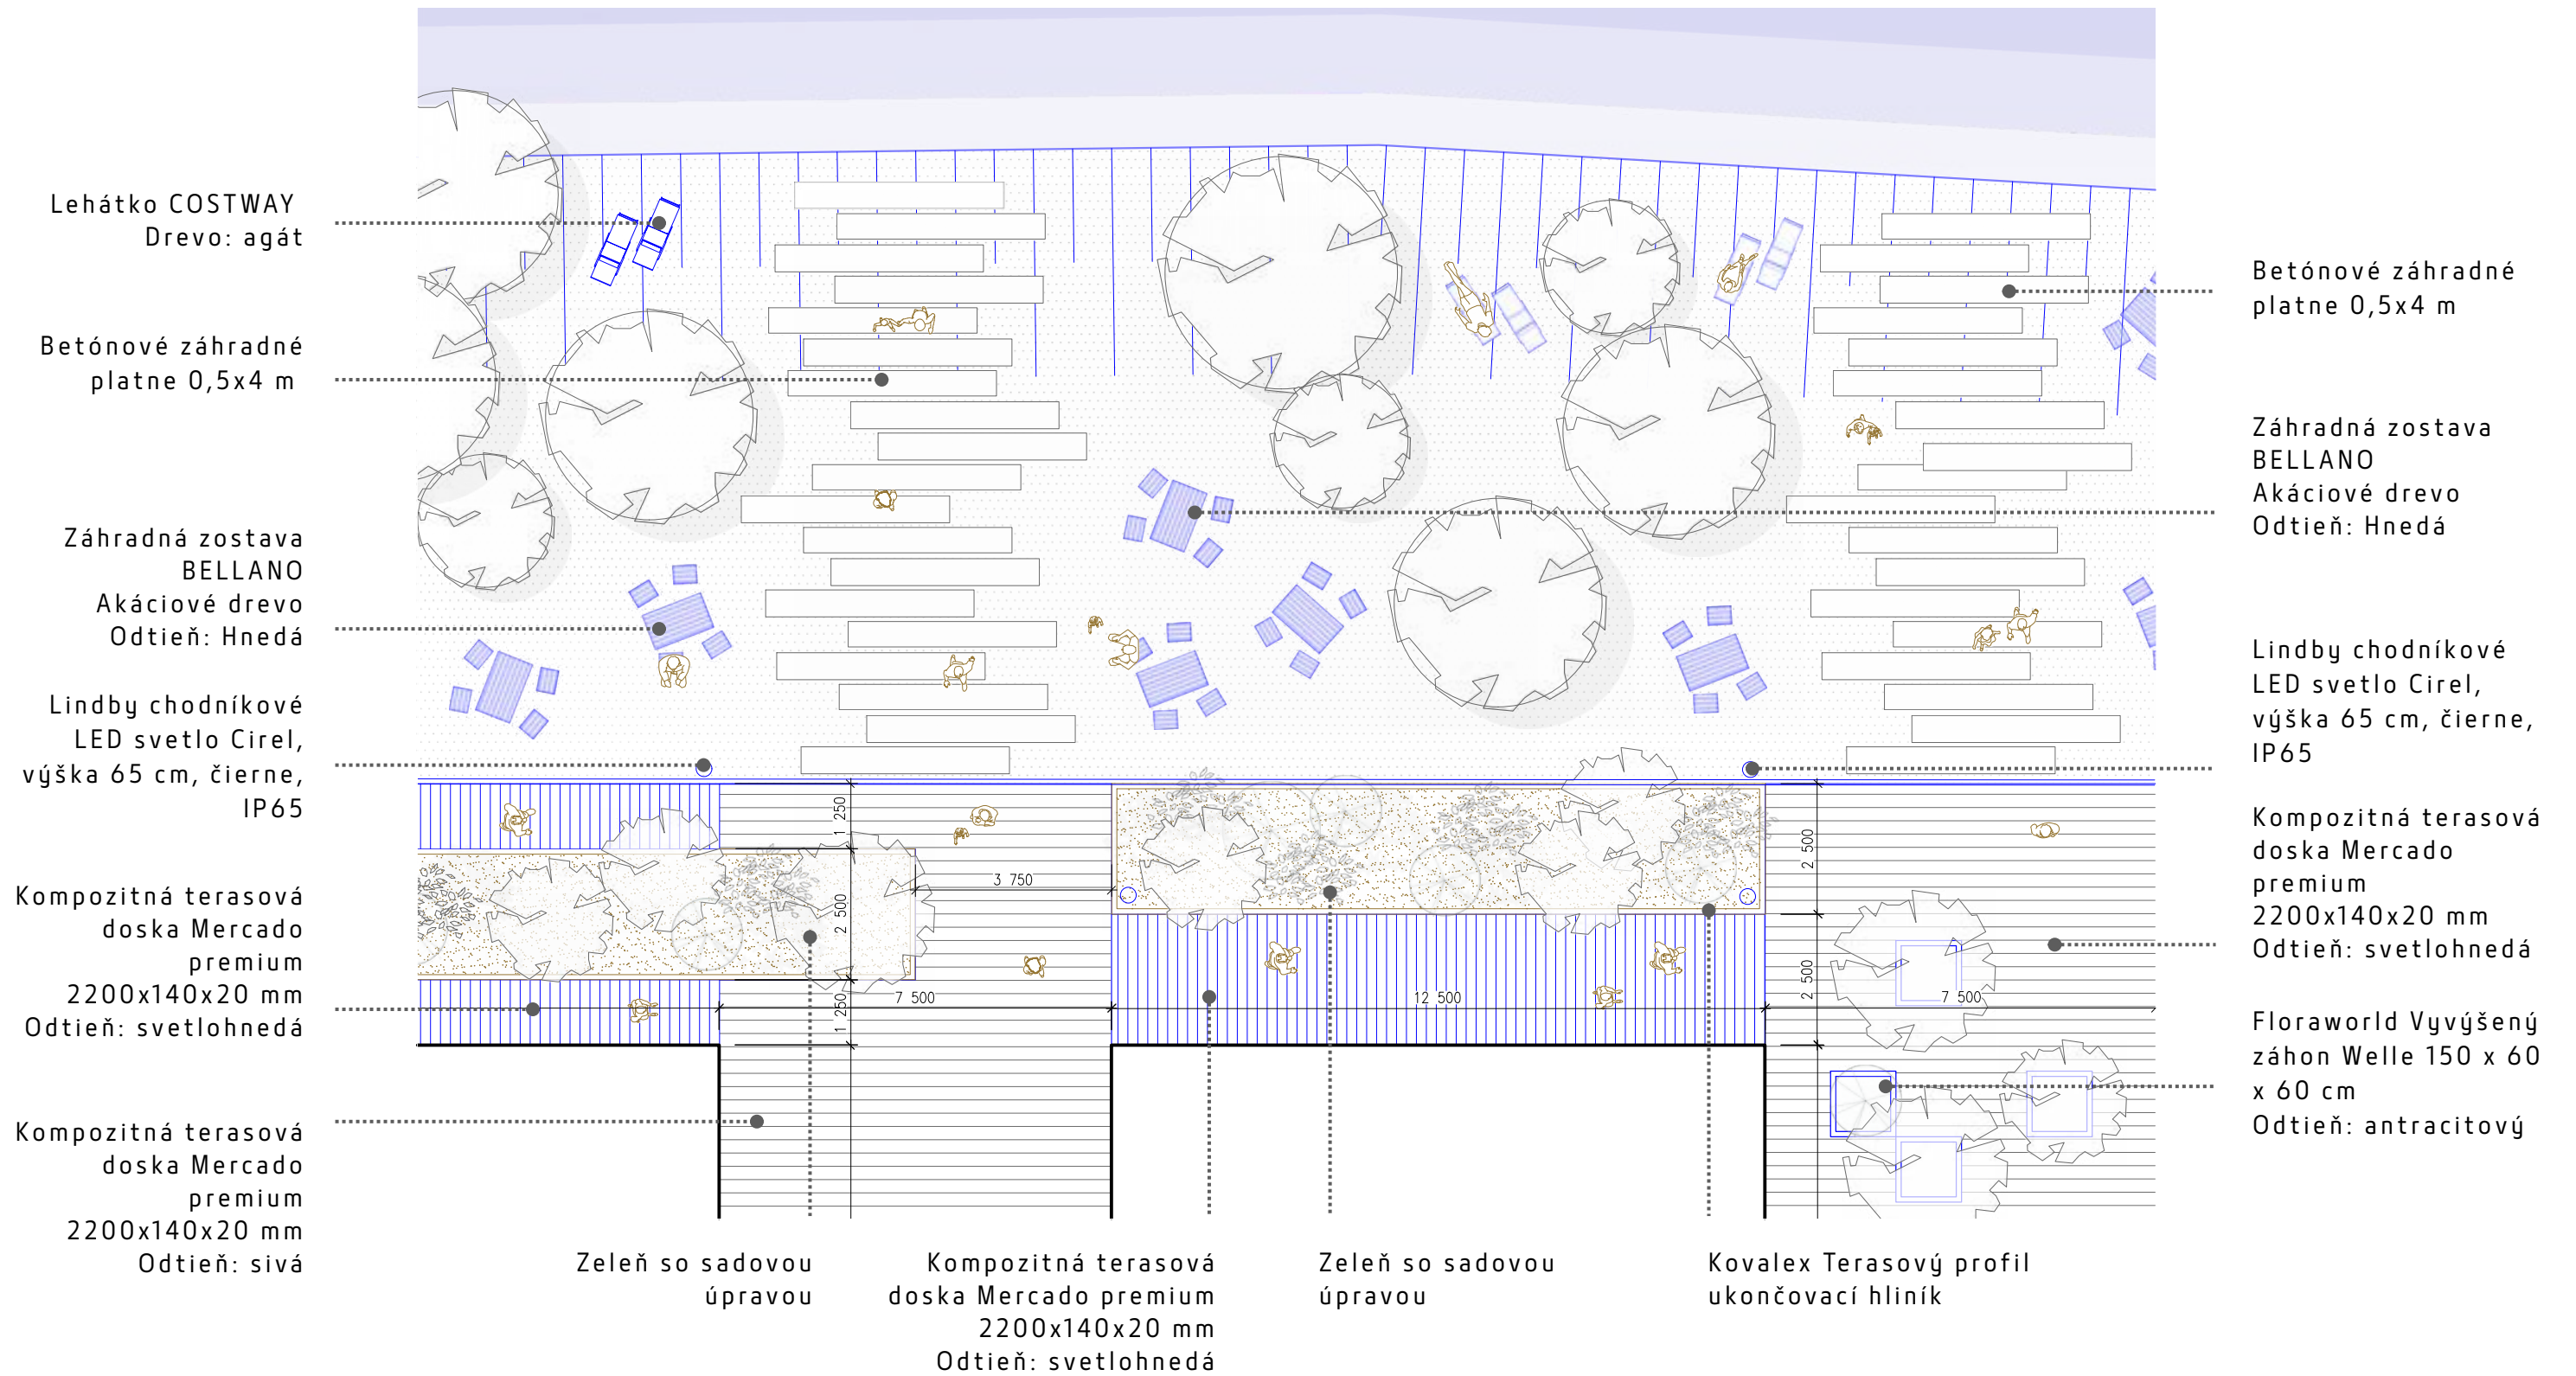 Lehátko COSTWAY
Drevo: agát
Betónové záhradné
platne 0,5x4 m
Záhradná zostava
BELLANO
Akáciové drevo
Odtieň: Hnedá
Lindby chodníkové
LED svetlo Cirel,
výška 65 cm, čierne,
IP65
Kompozitná terasová
doska Mercado
premium
2200x140x20 mm
Odtieň: svetlohnedá
Kompozitná terasová
doska Mercado
premium
2200x140x20 mm
Odtieň: sivá
1 250
2 500
1 250
3 750
7 500
12 500
2 500
2 500
7 500
Betónové záhradné
platne 0,5x4 m
Záhradná zostava
BELLANO
Akáciové drevo
Odtieň: Hnedá
Lindby chodníkové
LED svetlo Cirel,
výška 65 cm, čierne,
IP65
Kompozitná terasová
doska Mercado
premium
2200x140x20 mm
Odtieň: svetlohnedá
Floraworld Vyvýšený
záhon Welle 150 x 60
x 60 cm
Odtieň: antracitový
Zeleň so sadovou
úpravou
Kompozitná terasová
doska Mercado premium
2200x140x20 mm
Odtieň: svetlohnedá
Zeleň so sadovou
úpravou
Kovalex Terasový profil
ukončovací hliník